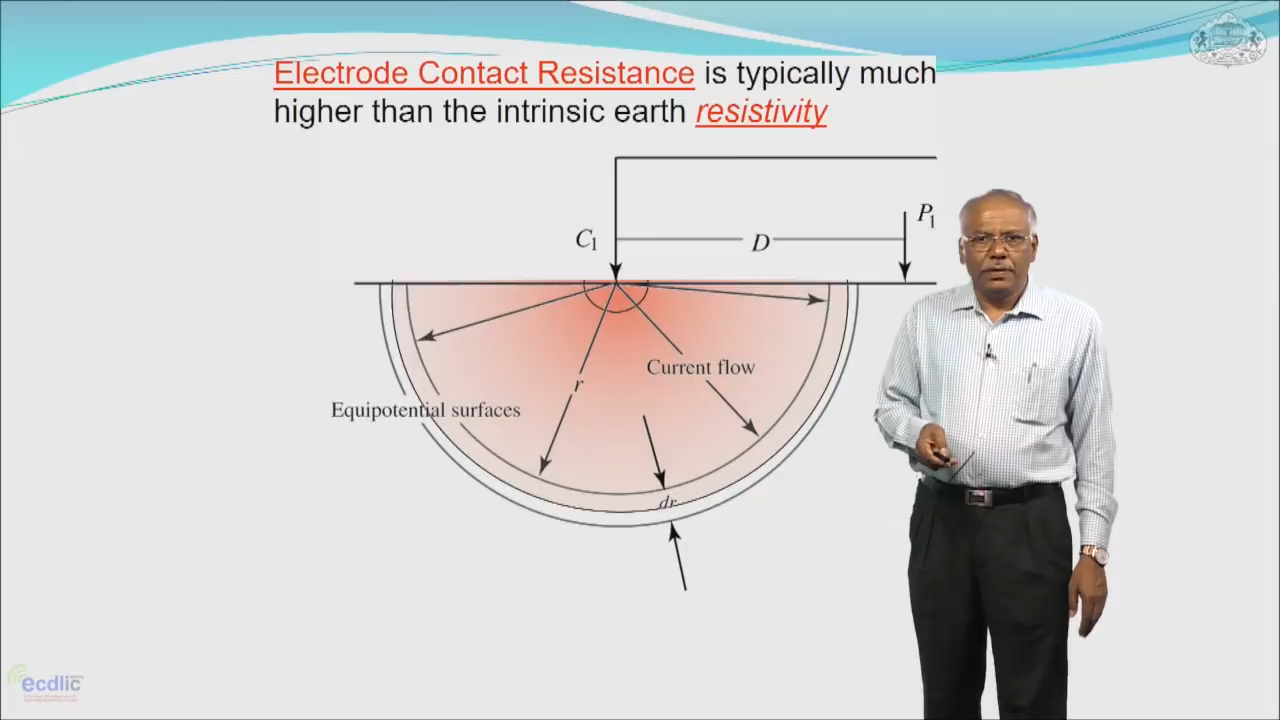 Electrode Contact Resistance is typically much
higher than the intrinsic earth resistivity
P1
C1
D
Current flow
r
Equipotential surfaces
dr
ecdlic